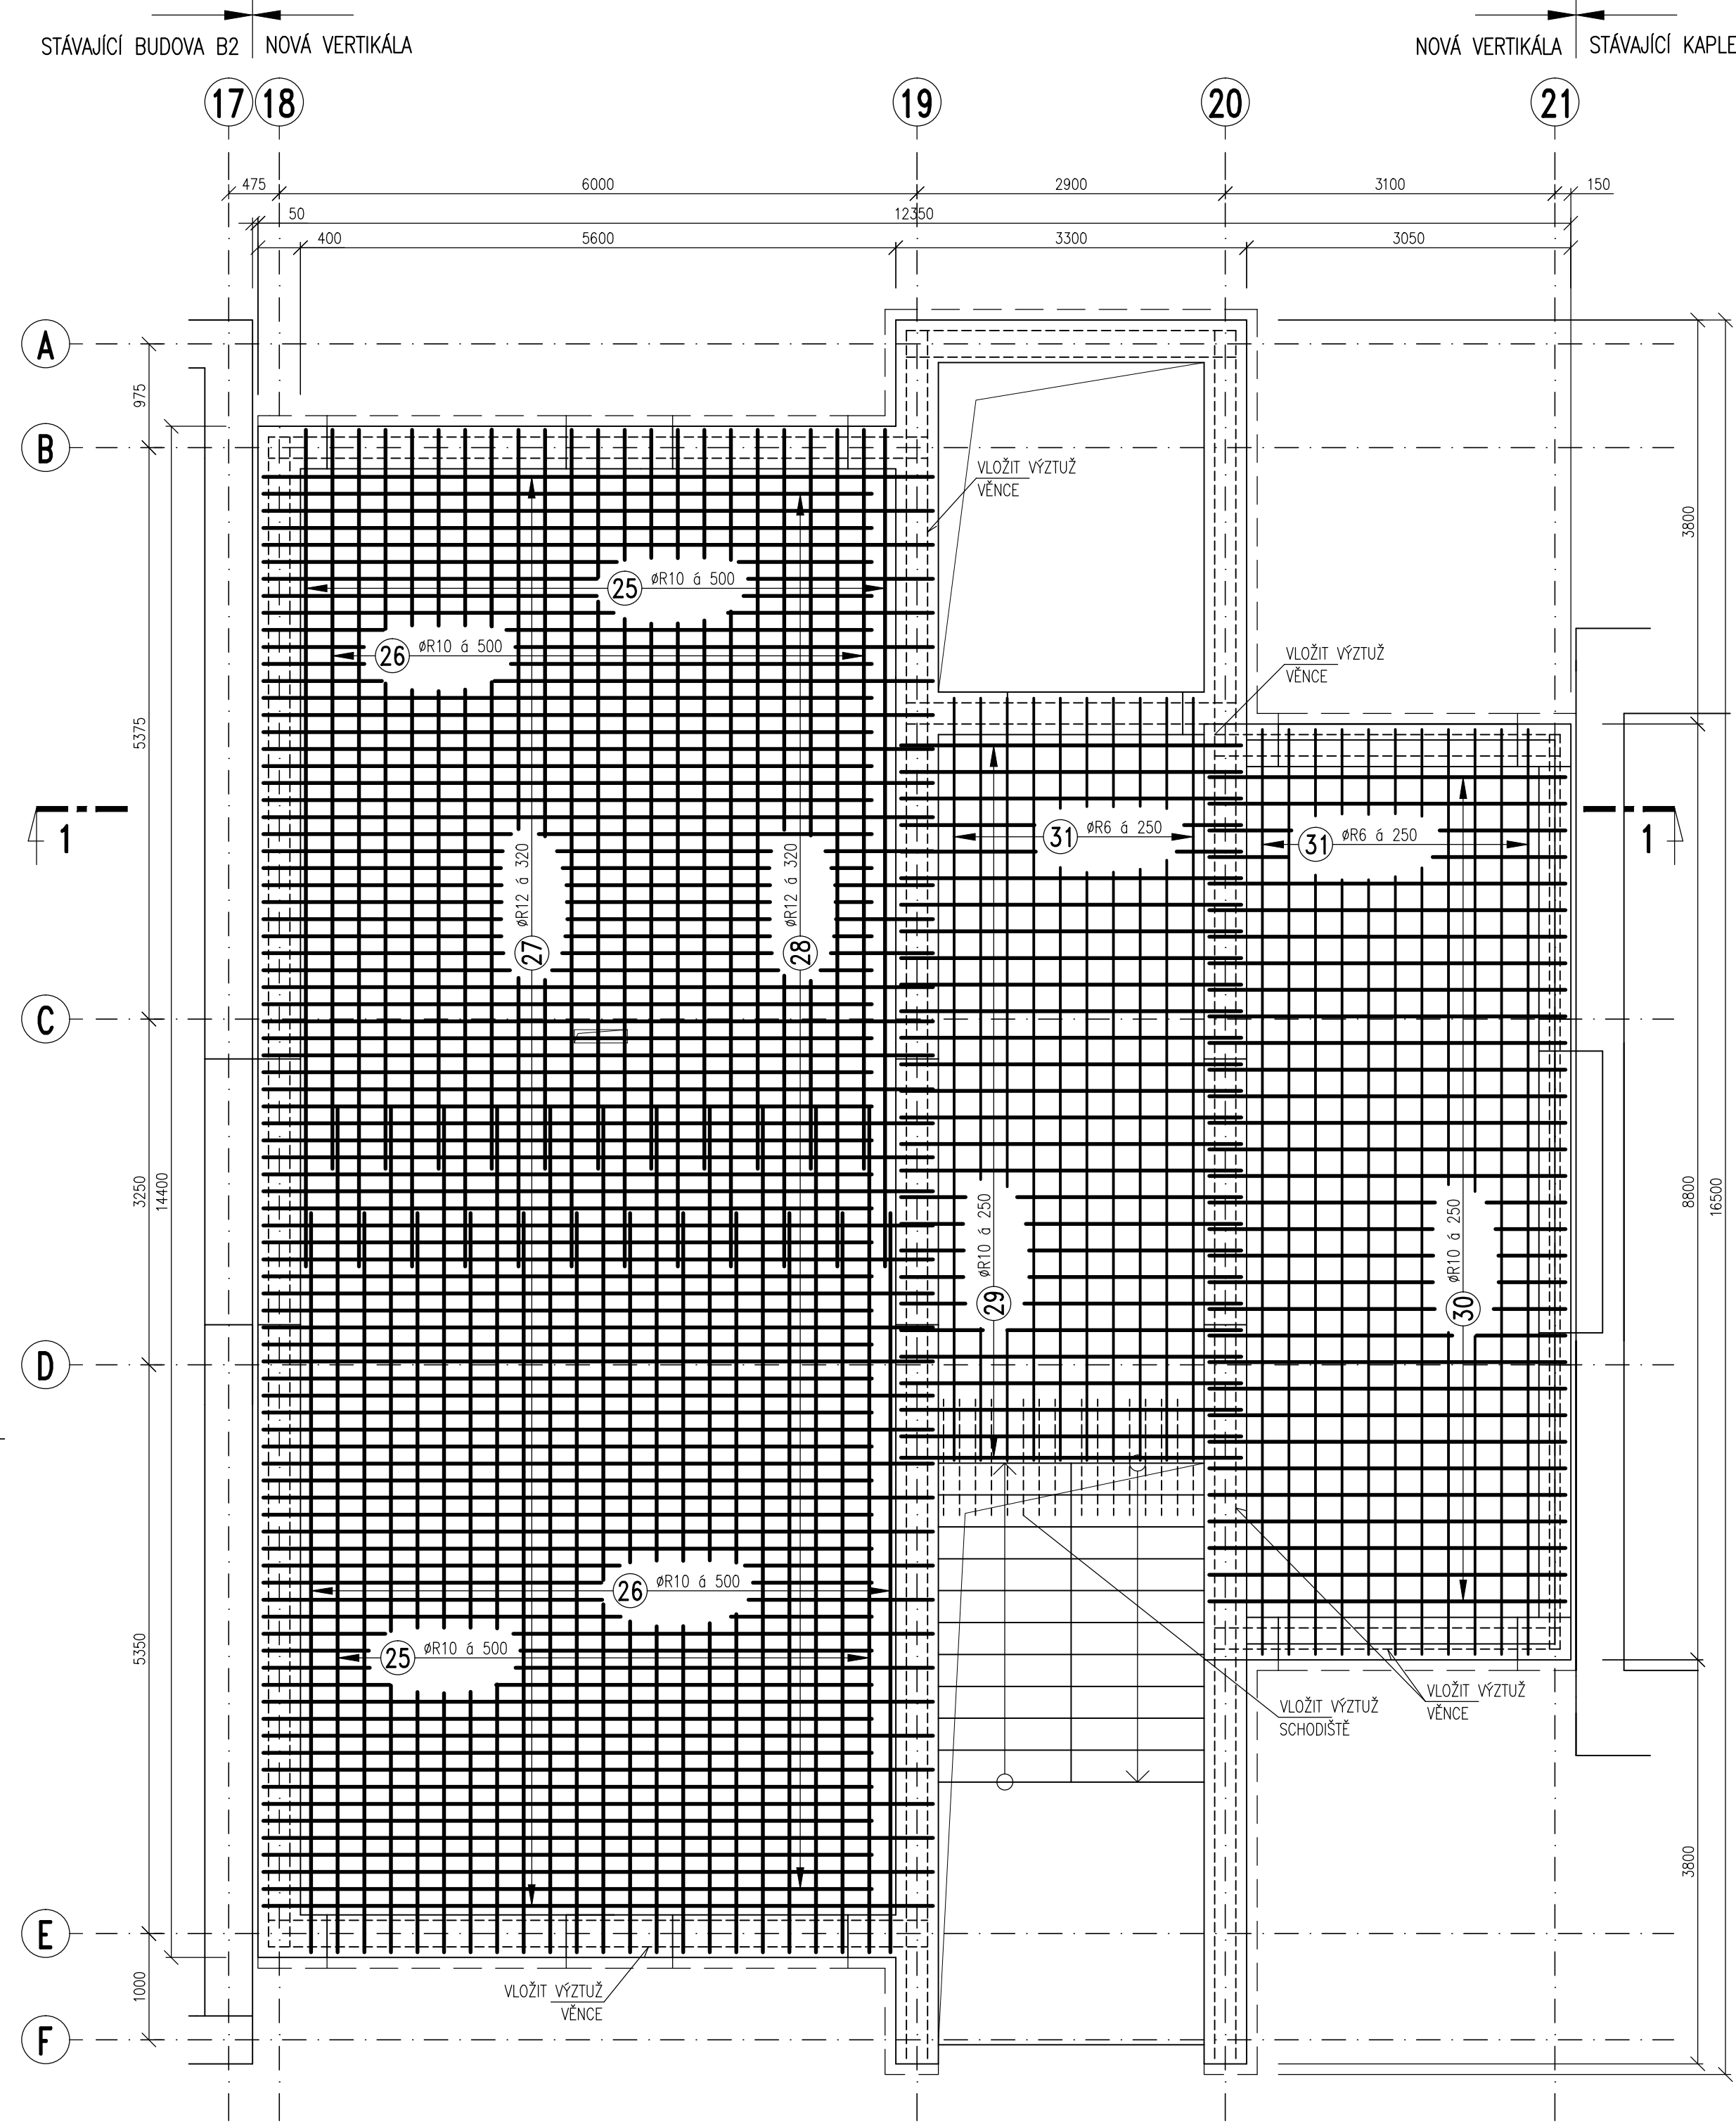 STÁVAJÍCÍ BUDOVA B2
NOVÁ VERTIKÁLA
NOVÁ VERTIKÁLA
STÁVAJÍCÍ KAPLE
17
18
19
20
21
475
6000
2900
3100
150
50
12350
400
5600
3300
3050
A
B
C
D
E
F
975
5375
3250
14400
5350
1000
3800
8800
16500
3800
1
1
VLOŽIT VÝZTUŽ
VĚNCE
25
øR10 á 500
26
øR10 á 500
VLOŽIT VÝZTUŽ
VĚNCE
31
øR6 á 250
31
øR6 á 250
øR12 á 320
27
øR12 á 320
28
øR10 á 250
29
øR10 á 250
30
26
øR10 á 500
25
øR10 á 500
VLOŽIT VÝZTUŽ
VĚNCE
VLOŽIT VÝZTUŽ
SCHODIŠTĚ
VLOŽIT VÝZTUŽ
VĚNCE